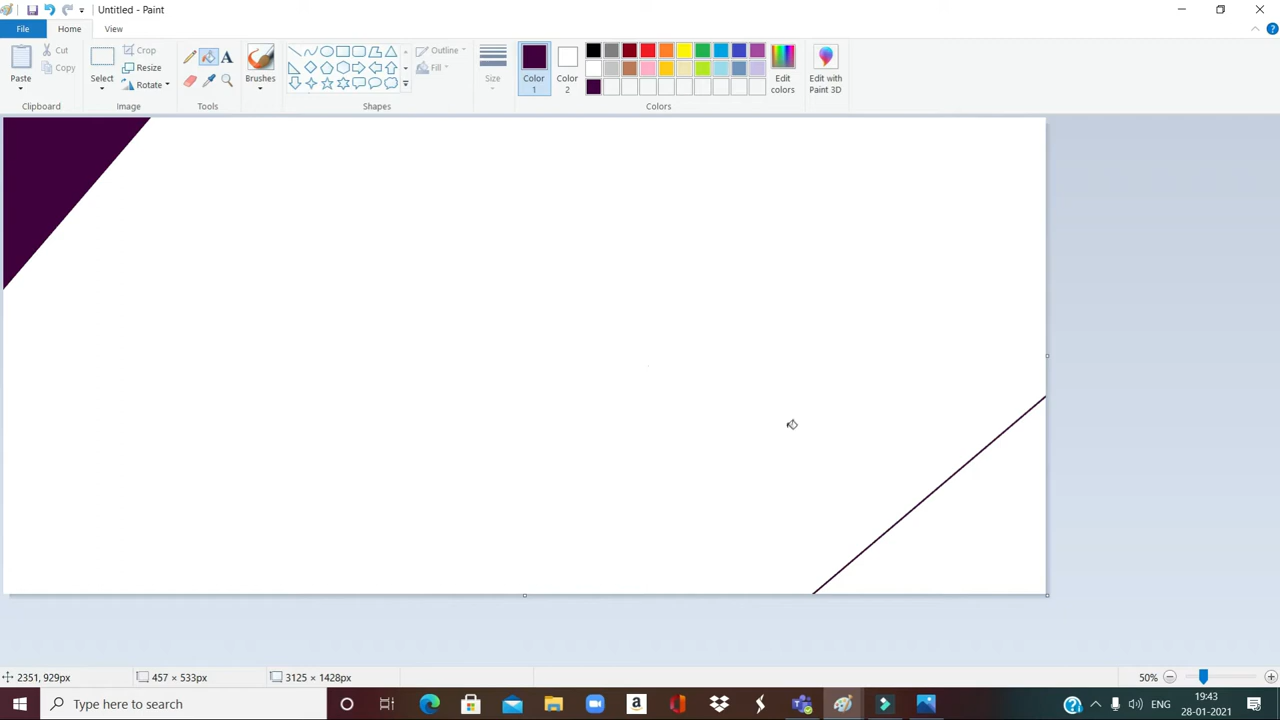 Untitled - Paint
File
Home
View
Paste
Cut
Copy
Clipboard
Select
Crop
Resize
Rotate
Image
A
Tools
Brushes
Outline
Fill
Shapes
Size
Color 1
Color 2
Colors
Edit colors
Edit with Paint 3D
2351, 929px
457 × 533px
3125 × 1428px
50%
Type here to search
ENG
19:43
28-01-2021